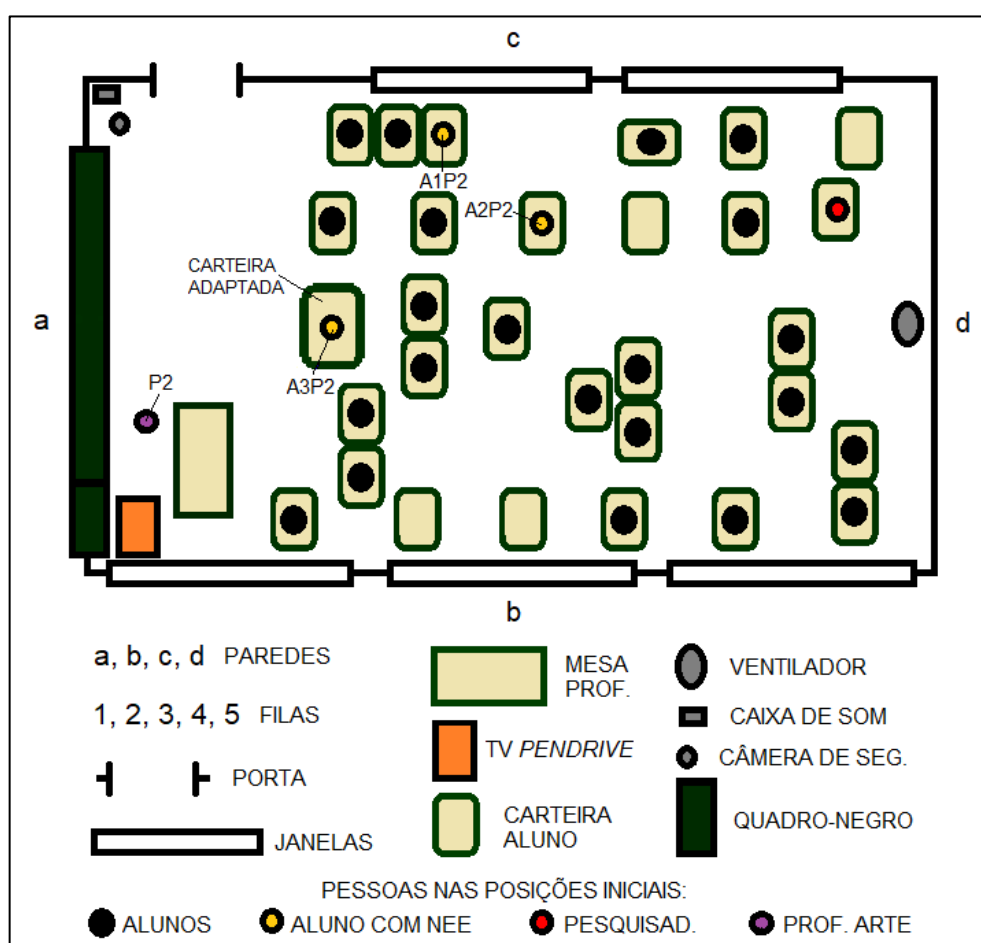 c
A1P2
A2P2
CARTEIRA
ADAPTADA
a
d
A3P2
P2
b
a, b, c, d PAREDES
1, 2, 3, 4, 5 FILAS
PORTA
JANELAS
MESA
PROF.
TV PENDRIVE
CARTEIRA
ALUNO
VENTILADOR
CAIXA DE SOM
CÂMERA DE SEG.
QUADRO-NEGRO
PESSOAS NAS POSIÇÕES INICIAIS:
ALUNOS ALUNO COM NEE PESQUISAD. PROF. ARTE